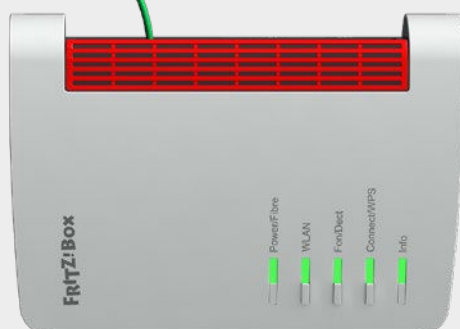 FRITZ!Box
Power/Fibre
WLAN
Fon/Dect
Connect/WPS
Info